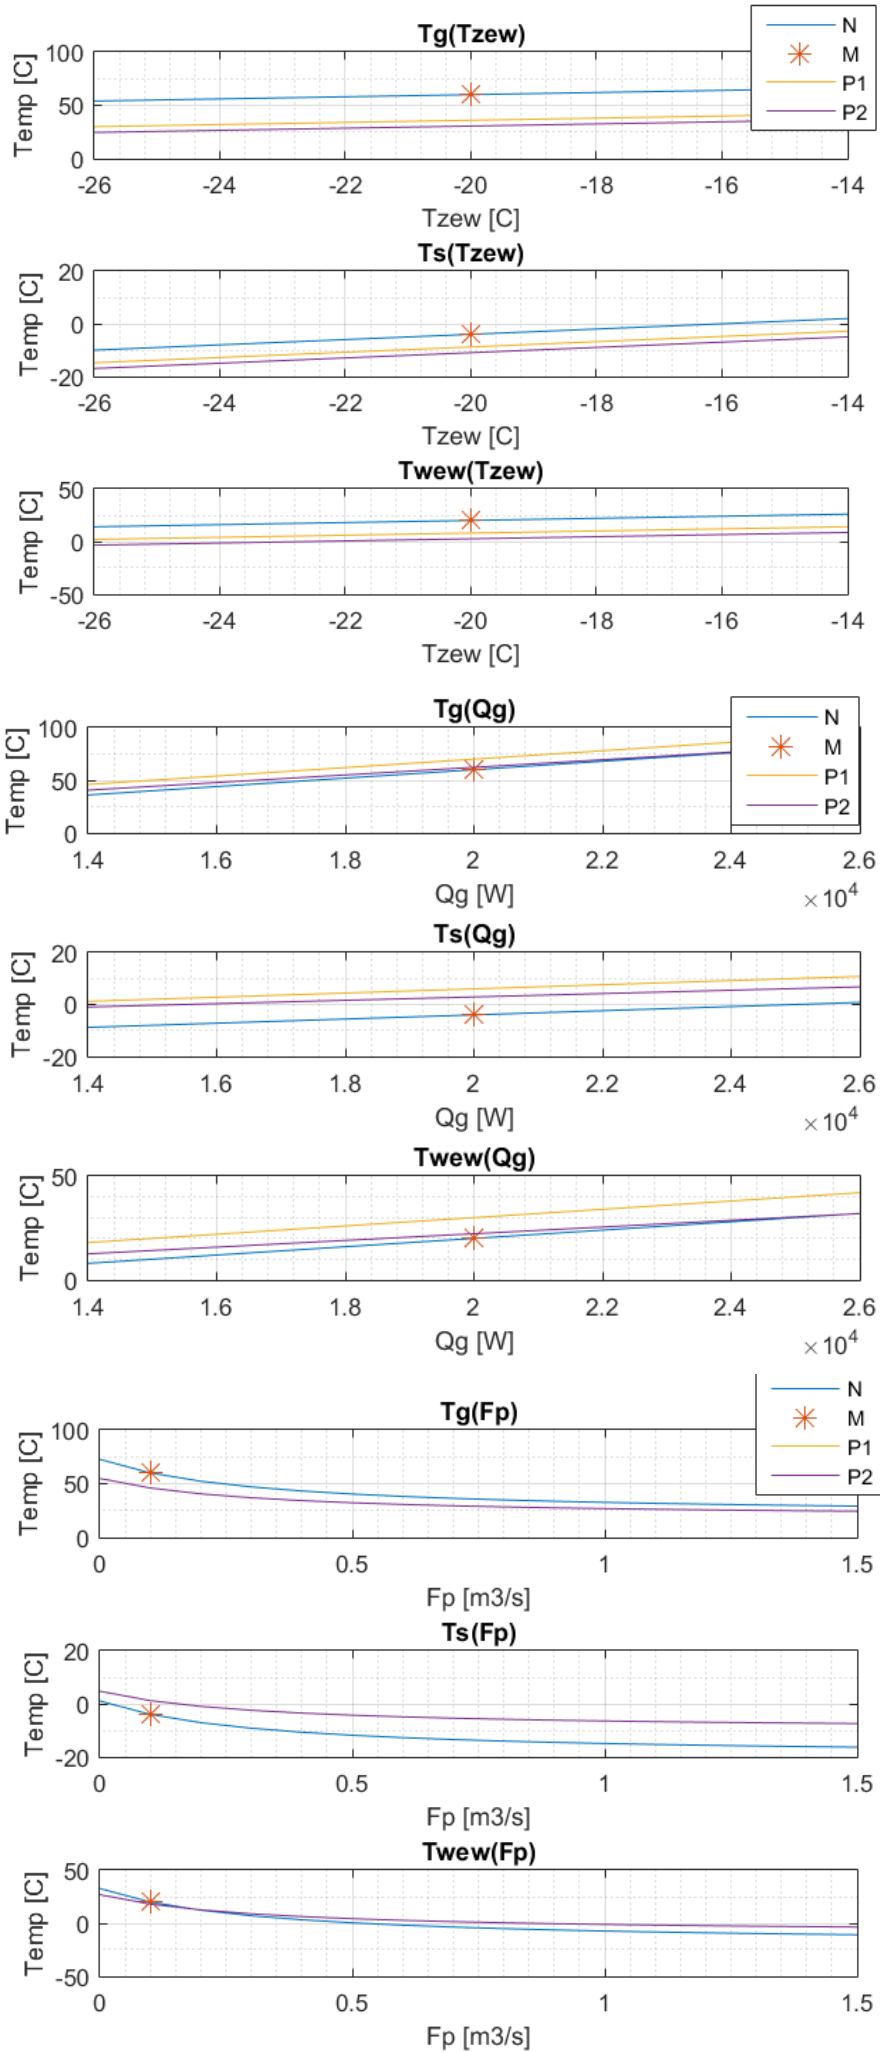 Tg(Tzew)
N
M
P1
P2
100
50
0
Temp [C]
-26 -24 -22 -20 -18 -16 -14
Tzew [C]
Ts(Tzew)
20
0
-20
Temp [C]
-26 -24 -22 -20 -18 -16 -14
Tzew [C]
Twew(Tzew)
50
0
-50
Temp [C]
-26 -24 -22 -20 -18 -16 -14
Tzew [C]
Tg(Qg)
N
M
P1
P2
100
50
0
Temp [C]
1.4 1.6 1.8 2 2.2 2.4 2.6
Qg [W]
×10^4
Ts(Qg)
20
0
-20
Temp [C]
1.4 1.6 1.8 2 2.2 2.4 2.6
Qg [W]
×10^4
Twew(Qg)
50
0
Temp [C]
1.4 1.6 1.8 2 2.2 2.4 2.6
Qg [W]
×10^4
Tg(Fp)
N
M
P1
P2
100
50
0
Temp [C]
0 0.5 1 1.5
Fp [m3/s]
Ts(Fp)
20
0
-20
Temp [C]
0 0.5 1 1.5
Fp [m3/s]
Twew(Fp)
50
0
-50
Temp [C]
0 0.5 1 1.5
Fp [m3/s]